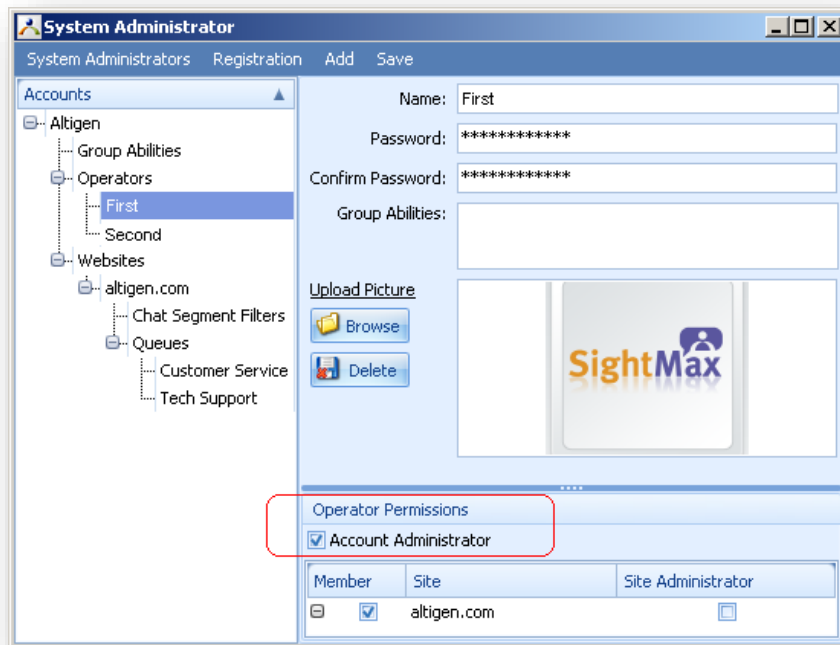 System Administrator
System Administrators Registration Add Save
Accounts
Altigen
Group Abilities
Operators
First
Second
Websites
altigen.com
Chat Segment Filters
Queues
Customer Service
Tech Support
Name: First
Password: ************
Confirm Password: ************
Group Abilities:
Upload Picture
Browse
Delete
SightMax
Operator Permissions
Account Administrator
Member Site Site Administrator
altigen.com